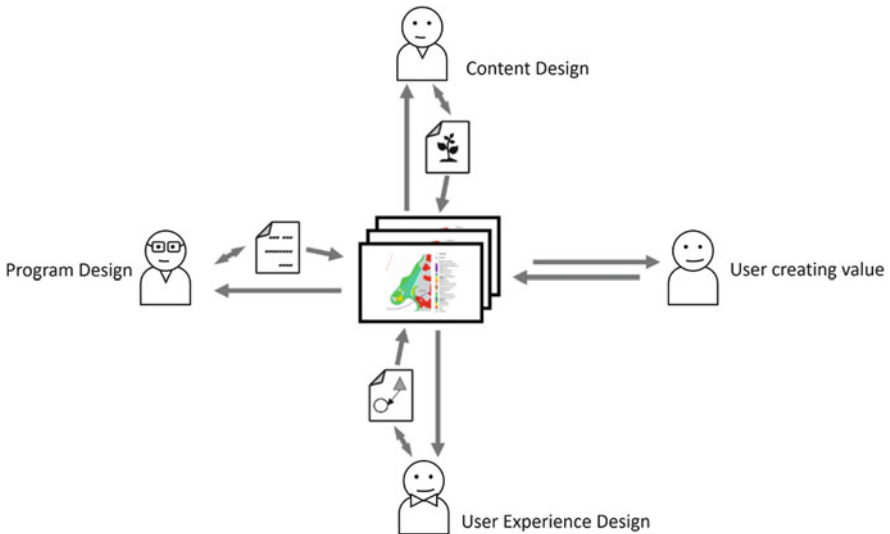 Content Design
Program Design
User creating value
User Experience Design